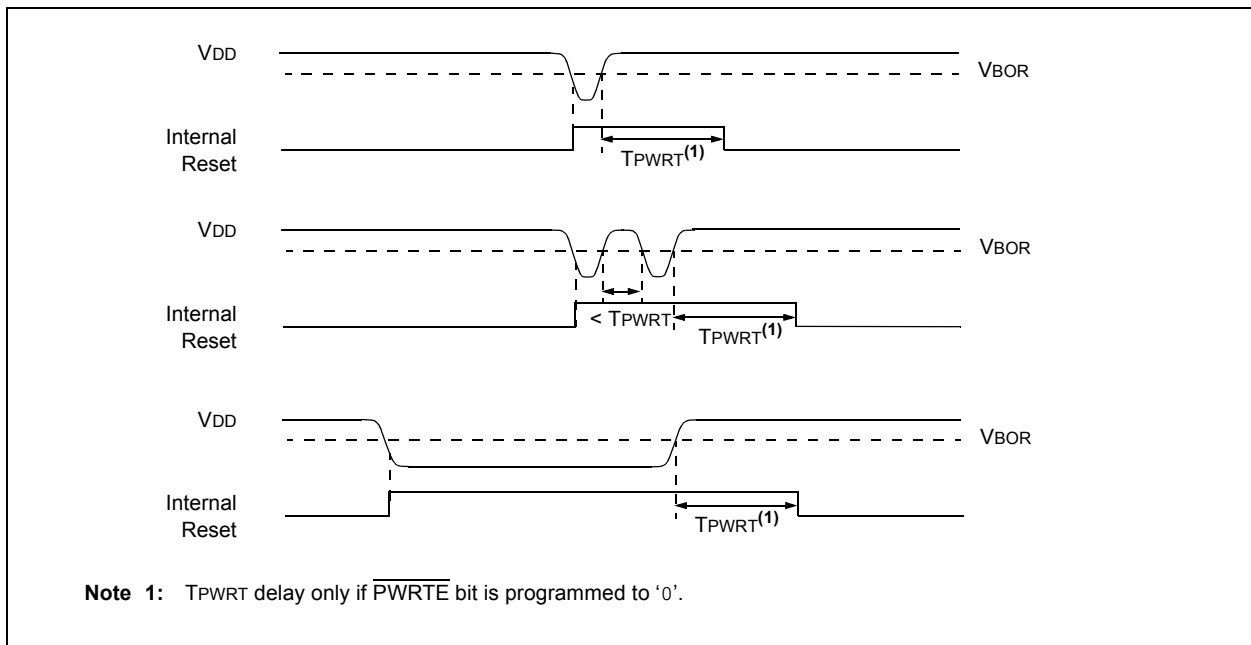 VDD
VBOR
Internal
Reset
TPWRT(1)
VDD
VBOR
Internal
Reset
< TPWRT
TPWRT(1)
VDD
VBOR
Internal
Reset
TPWRT(1)
Note 1: TPWRT delay only if PWRTE bit is programmed to ‘0’.